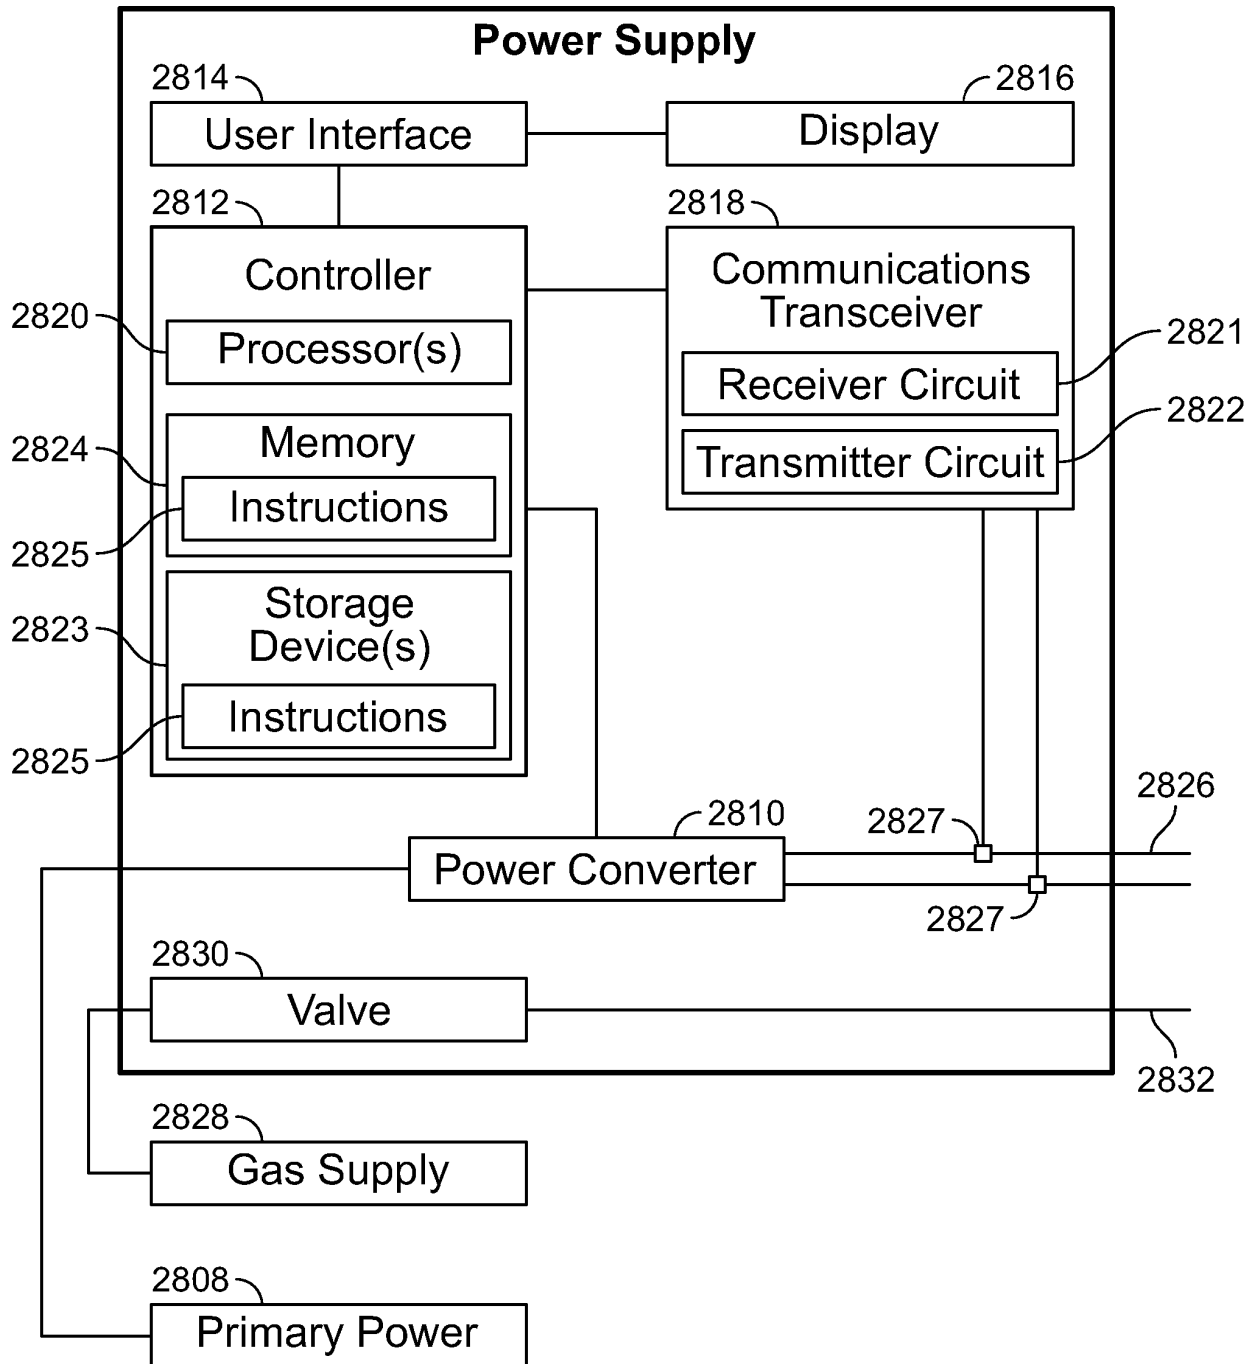 Power Supply
2814
2816
User Interface
Display
2812
2818
Controller
Communications
Transceiver
2820
Processor(s)
2821
Receiver Circuit
2822
2824
Memory
Transmitter Circuit
Instructions
2825
Storage
Device(s)
2823
Instructions
2825
2826
2810
2827
Power Converter
2827
2830
Valve
2832
2828
Gas Supply
2808
Primary Power